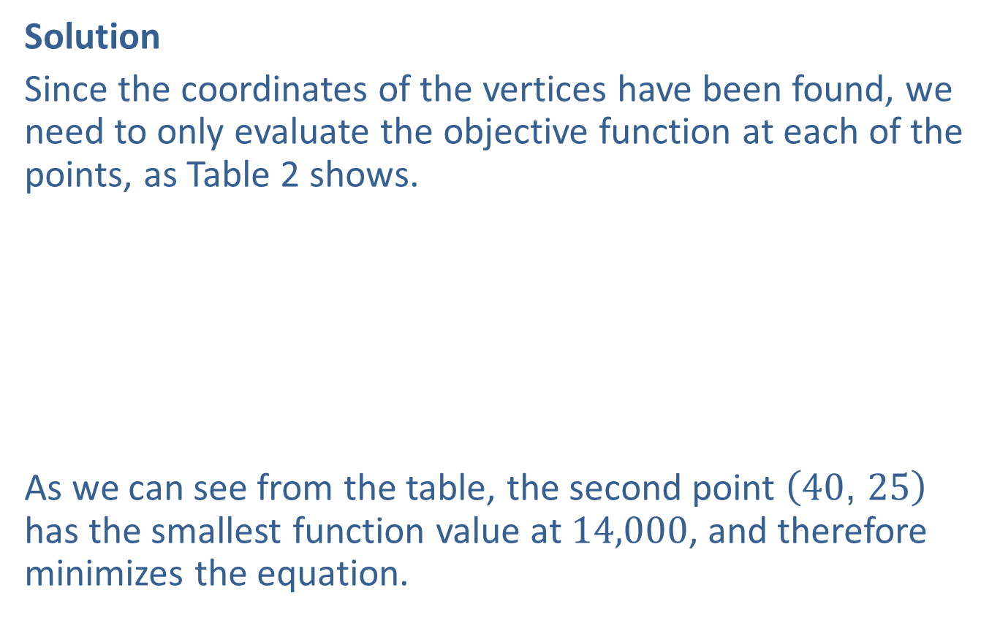 Solution
Since the coordinates of the vertices have been found, we
need to only evaluate the objective function at each of the
points, as Table 2 shows.
As we can see from the table, the second point (40, 25)
has the smallest function value at 14,000, and therefore
minimizes the equation.